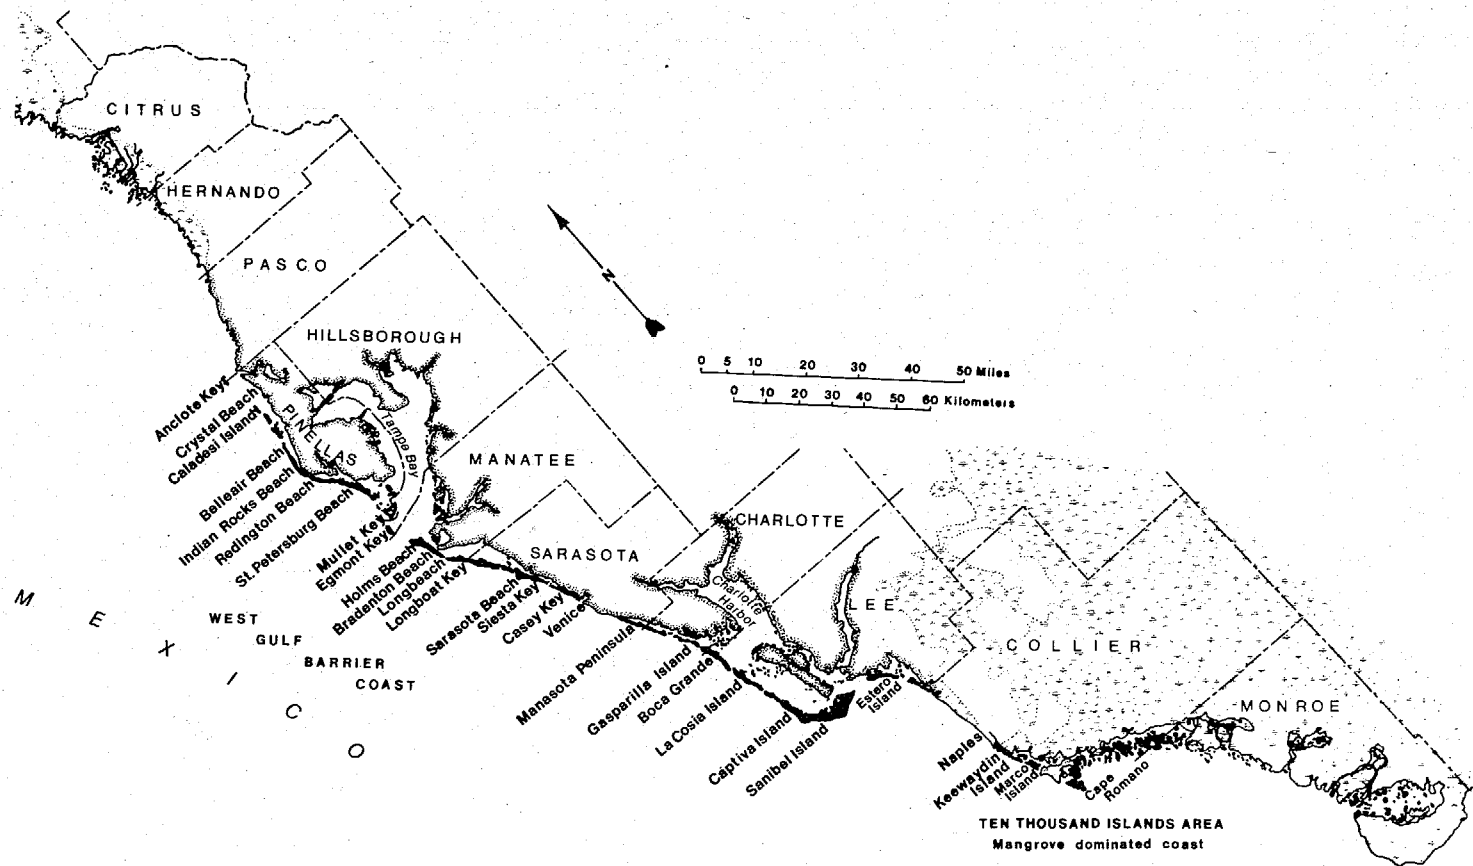 CITRUS
HERNANDO
PASCO
N
HILLSBOROUGH
0 5 10 20 30 40 50 Miles
0 10 20 30 40 50 60 Kilometers
Anclote Keys
Crystal Beach
Caladesi Island
PINELLAS
Tampa Bay
Belleair Beach
Indian Rocks Beach
Redington Beach
St. Petersburg Beach
Mullet Key
Egmont Key
MANATEE
Holms Beach
Bradenton Beach
Longbeach
Longboat Key
SARASOTA
Sarasota Beach
Siesta Key
Casey Key
Venice
CHARLOTTE
Charlotte
Harbor
Manasota Peninsula
Gasparilla Island
Boca Grande
La Costa Island
Captiva Island
Sanibel Island
LEE
Estero
Island
COLLIER
MONROE
Naples
Keewaydin
Island
Marco
Island
Cape
Romano
MEXICO
WEST
GULF
BARRIER
COAST
TEN THOUSAND ISLANDS AREA
Mangrove dominated coast